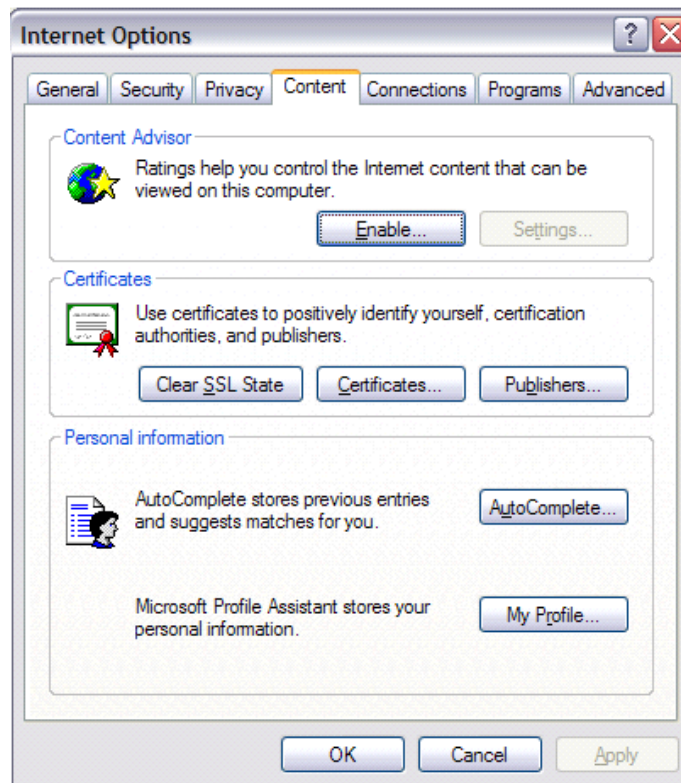 Internet Options
General Security Privacy Content Connections Programs Advanced
Content Advisor
Ratings help you control the Internet content that can be
viewed on this computer.
Enable... Settings...
Certificates
Use certificates to positively identify yourself, certification
authorities, and publishers.
Clear SSL State Certificates... Publishers...
Personal information
AutoComplete stores previous entries
and suggests matches for you.
AutoComplete...
Microsoft Profile Assistant stores your
personal information.
My Profile...
OK Cancel Apply